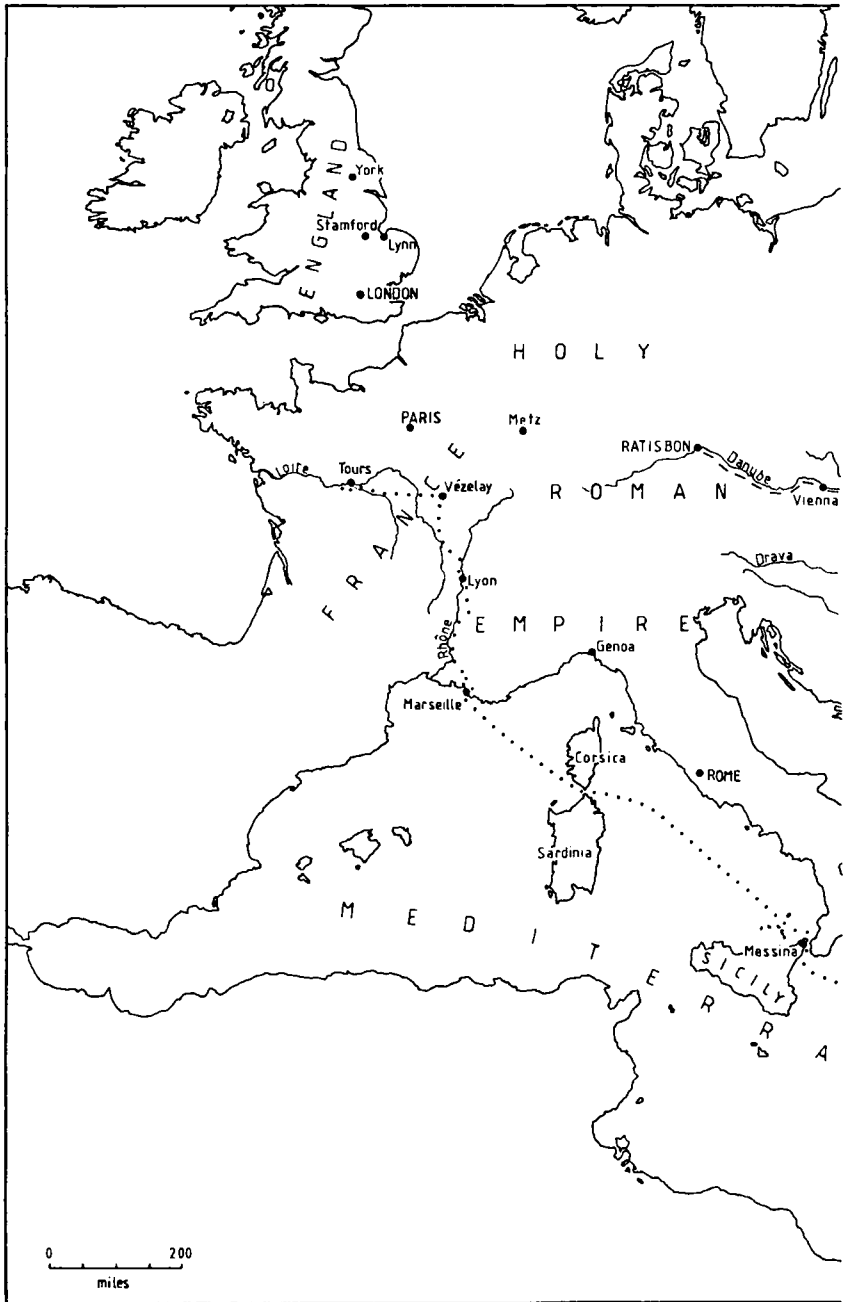 York
ENGLAND
Stamford
Lynn
LONDON
HOLY
PARIS
Metz
RATISBON
Danube
Loire
Tours
Vézelay
ROMAN
Vienna
FRANCE
Drava
Lyon
EMPIRE
Rhône
Genoa
Marseille
Corsica
ROME
Sardinia
MEDITERRA
Messina
SICILY
0 200
miles